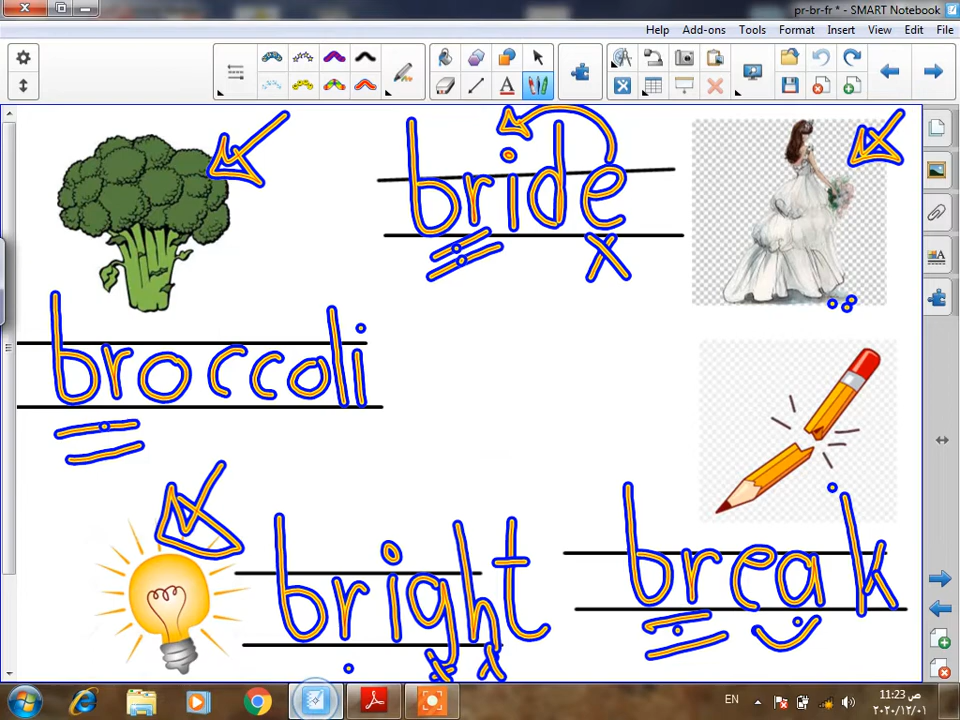 pr-br-fr * - SMART Notebook
Help Add-ons Tools Format Insert View Edit File
bride
broccoli
bright
break
EN
11:23 ص
٢٠٢٠/١٢/٠١